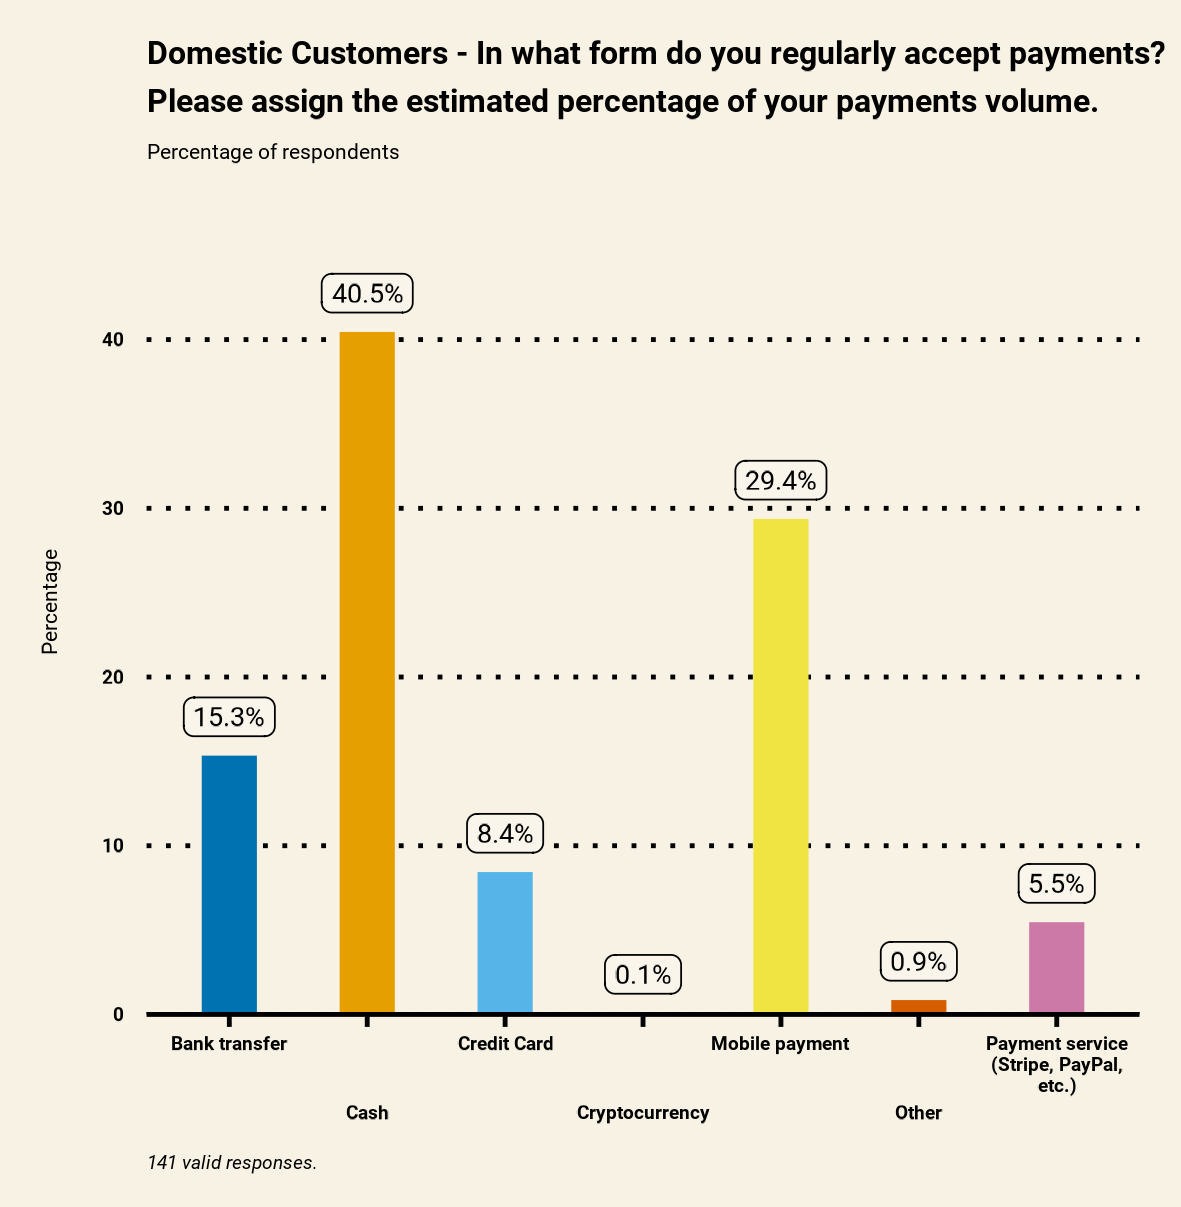 Domestic Customers - In what form do you regularly accept payments?
Please assign the estimated percentage of your payments volume.
Percentage of respondents
40.5%
40
29.4%
30
Percentage
20
15.3%
8.4%
10
5.5%
0.9%
0.1%
0
Bank transfer
Credit Card
Mobile payment
Payment service
(Stripe, PayPal,
etc.)
Cash
Cryptocurrency
Other
141 valid responses.